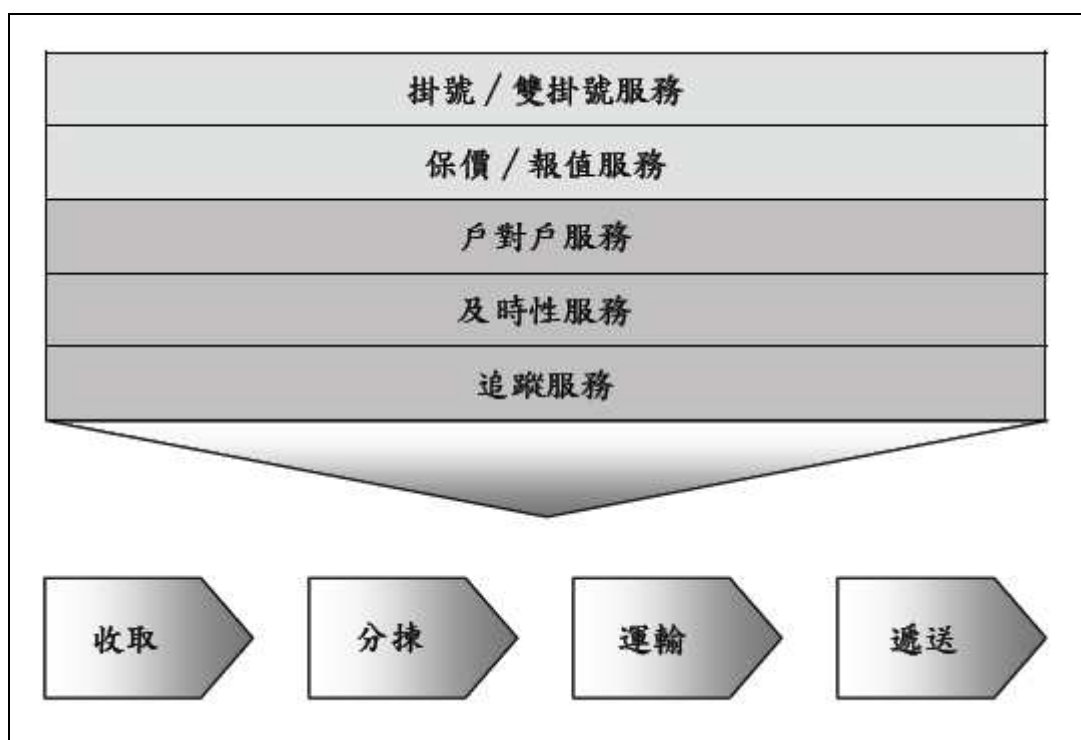 掛號／雙掛號服務
保價／報值服務
戶對戶服務
及時性服務
追蹤服務
收取
分揀
運輸
遞送